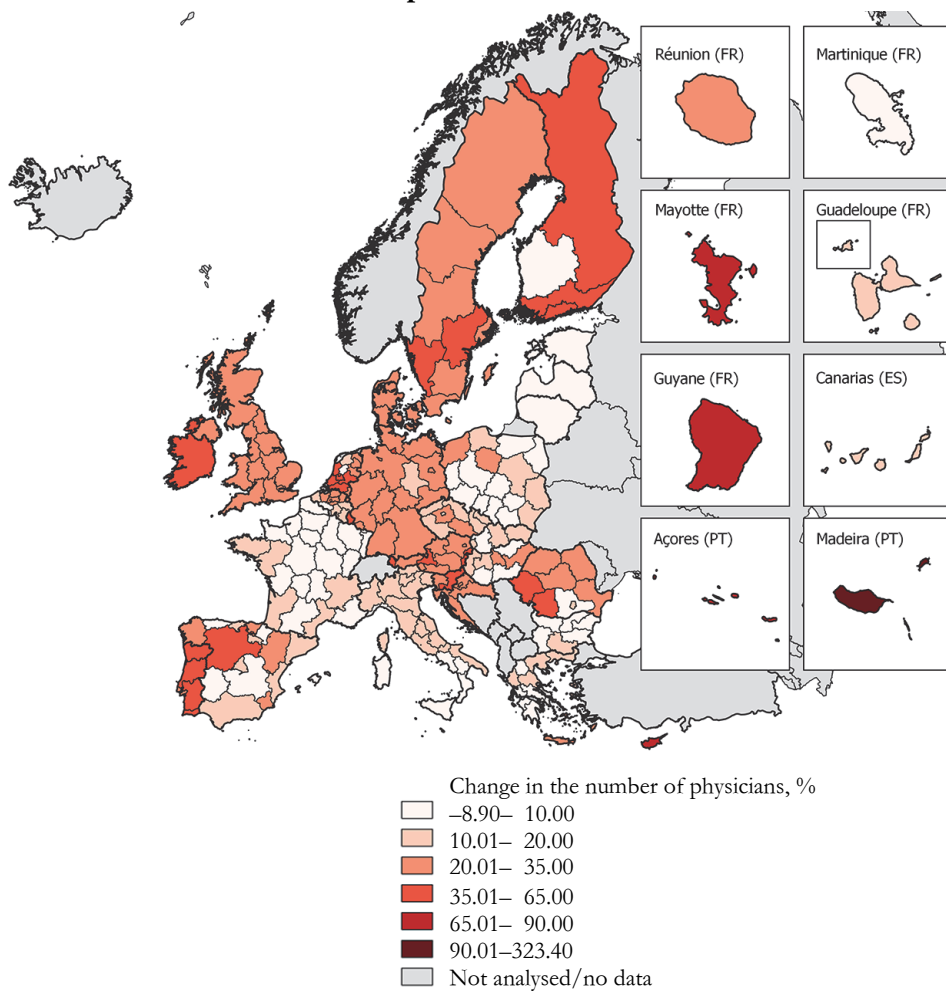 Réunion (FR)
Martinique (FR)
Mayotte (FR)
Guadeloupe (FR)
Guyane (FR)
Canarias (ES)
Açores (PT)
Madeira (PT)
Change in the number of physicians, %
–8.90– 10.00
10.01– 20.00
20.01– 35.00
35.01– 65.00
65.01– 90.00
90.01–323.40
Not analysed/no data